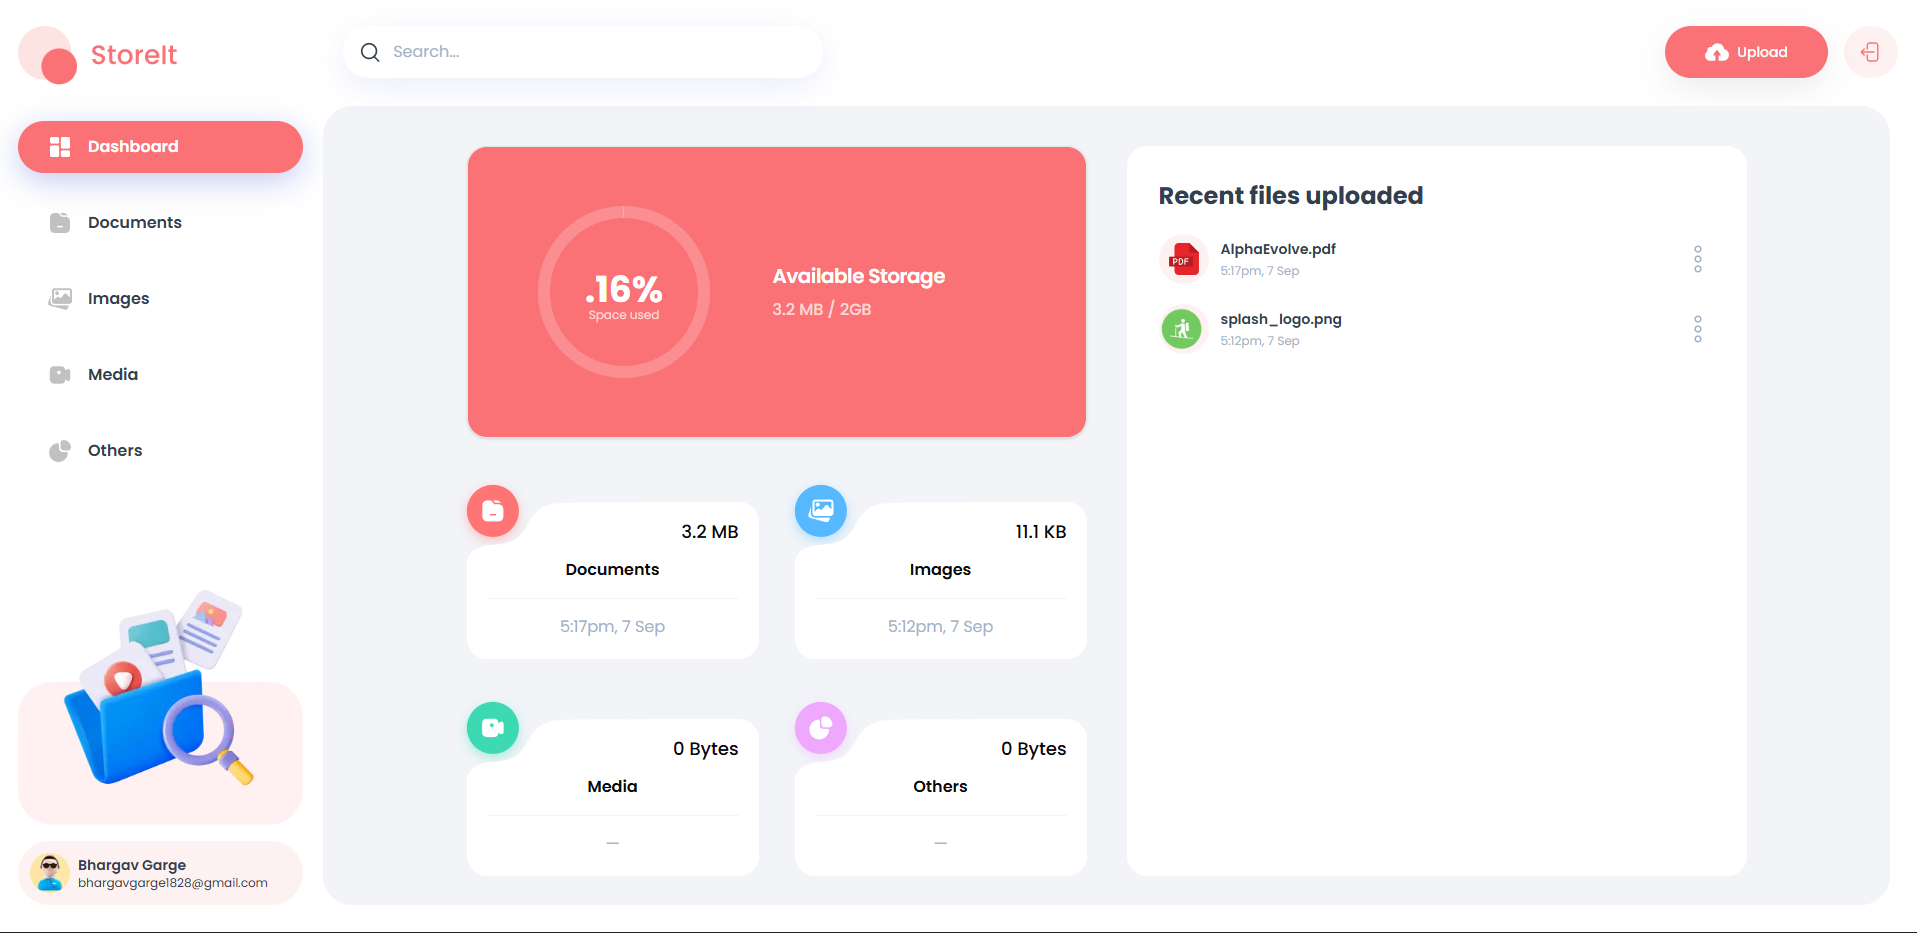 StoreIt
Search...
Upload
Dashboard
Documents
Images
Media
Others
Bhargav Garge
bhargavgarge1828@gmail.com
.16%
Space used
Available Storage
3.2 MB / 2GB
3.2 MB
Documents
5:17pm, 7 Sep
11.1 KB
Images
5:12pm, 7 Sep
0 Bytes
Media
—
0 Bytes
Others
—
Recent files uploaded
PDF
AlphaEvolve.pdf
5:17pm, 7 Sep
splash_logo.png
5:12pm, 7 Sep